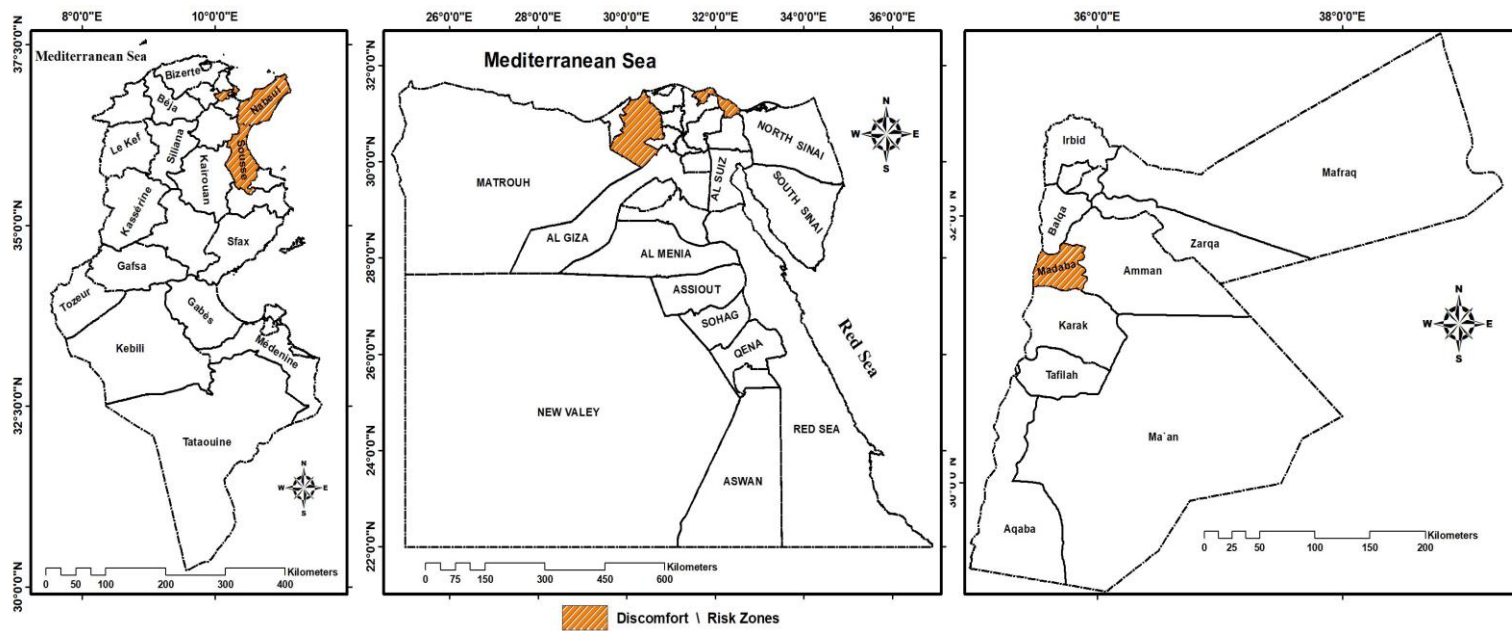 8°0'0"E
10°0'0"E
37°30'0"N
35°0'0"N
32°30'0"N
30°0'0"N
Mediterranean Sea
Bizerte
Béja
Nabeul
Le Kef
Siliana
Sousse
Kairouan
Kassérine
Sfax
Gafsa
Tozeur
Gabès
Kebili
Médenine
Tataouine
N
W
E
S
Kilometers
0 50 100 200 300 400
26°0'0"E
28°0'0"E
30°0'0"E
32°0'0"E
34°0'0"E
36°0'0"E
32°0'0"N
30°0'0"N
28°0'0"N
26°0'0"N
24°0'0"N
22°0'0"N
Mediterranean Sea
N
W
E
S
NORTH SINAI
MATROUH
AL SUIZ
SOUTH SINAI
AL GIZA
AL MENIA
ASSIOUT
SOHAG
QENA
Red Sea
NEW VALEY
RED SEA
ASWAN
Kilometers
0 75 150 300 450 600
36°0'0"E
38°0'0"E
Irbid
Mafraq
Balqa
Zarqa
Madaba
Amman
Karak
Tafilah
Ma`an
Aqaba
N
W
E
S
Kilometers
0 25 50 100 150 200
Discomfort \ Risk Zones